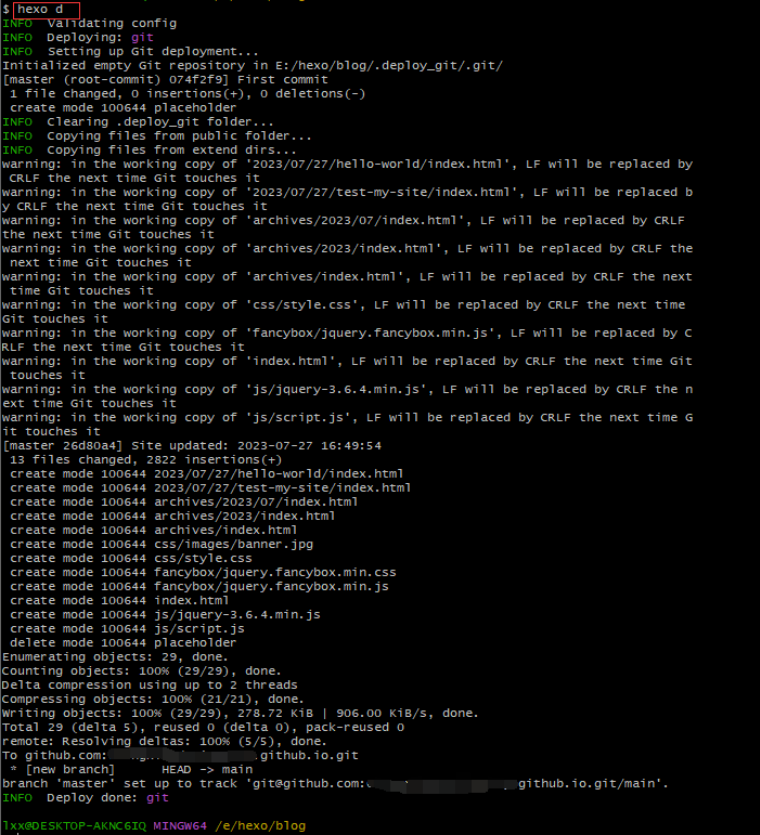 $ hexo d
INFO  Validating config
INFO  Deploying: git
INFO  Setting up Git deployment...
Initialized empty Git repository in E:/hexo/blog/.deploy_git/.git/
[master (root-commit) 074f2f9] First commit
 1 file changed, 0 insertions(+), 0 deletions(-)
 create mode 100644 placeholder
INFO  Clearing .deploy_git folder...
INFO  Copying files from public folder...
INFO  Copying files from extend dirs...
warning: in the working copy of '2023/07/27/hello-world/index.html', LF will be replaced by
 CRLF the next time Git touches it
warning: in the working copy of '2023/07/27/test-my-site/index.html', LF will be replaced b
y CRLF the next time Git touches it
warning: in the working copy of 'archives/2023/07/index.html', LF will be replaced by CRLF
the next time Git touches it
warning: in the working copy of 'archives/2023/index.html', LF will be replaced by CRLF the
 next time Git touches it
warning: in the working copy of 'archives/index.html', LF will be replaced by CRLF the next
 time Git touches it
warning: in the working copy of 'css/style.css', LF will be replaced by CRLF the next time
Git touches it
warning: in the working copy of 'fancybox/jquery.fancybox.min.js', LF will be replaced by C
RLF the next time Git touches it
warning: in the working copy of 'index.html', LF will be replaced by CRLF the next time Git
 touches it
warning: in the working copy of 'js/jquery-3.6.4.min.js', LF will be replaced by CRLF the n
ext time Git touches it
warning: in the working copy of 'js/script.js', LF will be replaced by CRLF the next time G
it touches it
[master 26d80a4] Site updated: 2023-07-27 16:49:54
 13 files changed, 2822 insertions(+)
 create mode 100644 2023/07/27/hello-world/index.html
 create mode 100644 2023/07/27/test-my-site/index.html
 create mode 100644 archives/2023/07/index.html
 create mode 100644 archives/2023/index.html
 create mode 100644 archives/index.html
 create mode 100644 css/images/banner.jpg
 create mode 100644 css/style.css
 create mode 100644 fancybox/jquery.fancybox.min.css
 create mode 100644 fancybox/jquery.fancybox.min.js
 create mode 100644 index.html
 create mode 100644 js/jquery-3.6.4.min.js
 create mode 100644 js/script.js
 delete mode 100644 placeholder
Enumerating objects: 29, done.
Counting objects: 100% (29/29), done.
Delta compression using up to 2 threads
Compressing objects: 100% (21/21), done.
Writing objects: 100% (29/29), 278.72 KiB | 906.00 KiB/s, done.
Total 29 (delta 5), reused 0 (delta 0), pack-reused 0
remote: Resolving deltas: 100% (5/5), done.
To github.com: .github.io.git
 * [new branch]      HEAD -> main
branch 'master' set up to track 'git@github.com: github.io.git/main'.
INFO  Deploy done: git
lxx@DESKTOP-AKNC6IQ MINGW64 /e/hexo/blog